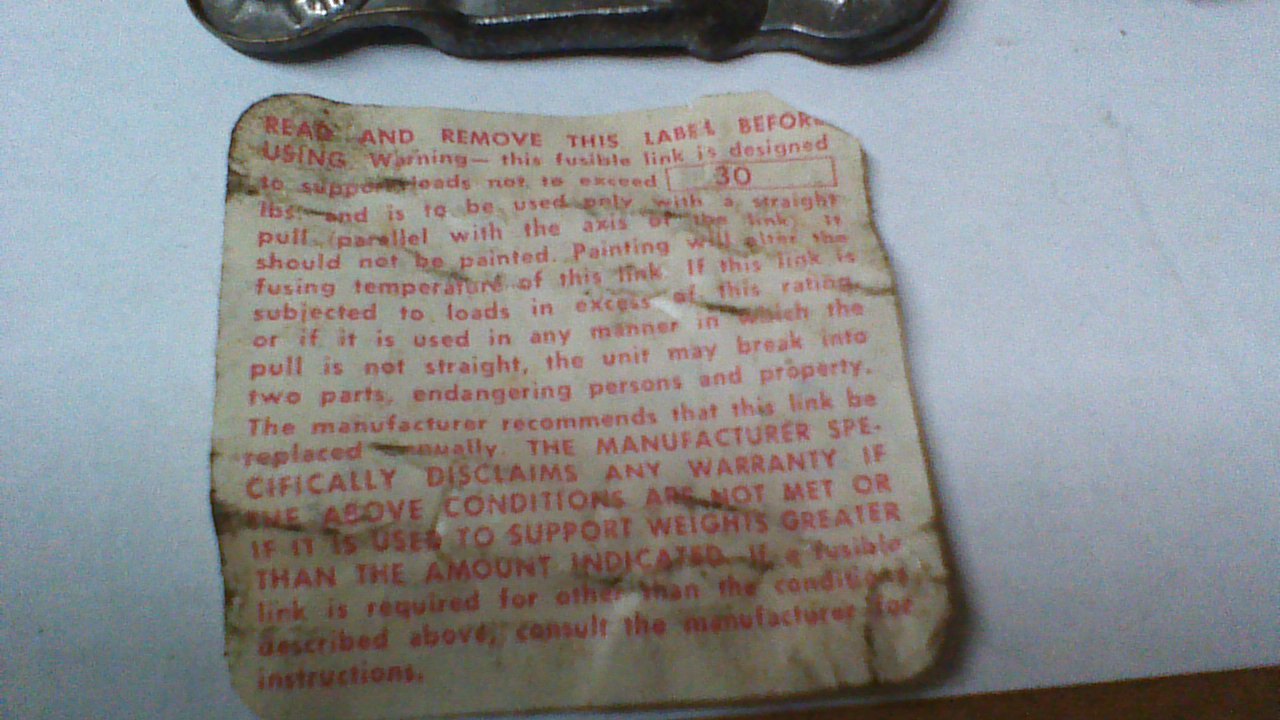 READ AND REMOVE THIS LABEL BEFORE
USING. Warning— this fusible link is designed
to support loads not to exceed 30
lbs. and is to be used only with a straight
pull (parallel with the axis of the link). It
should not be painted. Painting will alter the
fusing temperature of this link. If this link is
subjected to loads in excess of this rating,
or if it is used in any manner in which the
pull is not straight, the unit may break into
two parts, endangering persons and property.
The manufacturer recommends that this link be
replaced annually. THE MANUFACTURER SPE-
CIFICALLY DISCLAIMS ANY WARRANTY IF
THE ABOVE CONDITIONS ARE NOT MET OR
IF IT IS USED TO SUPPORT WEIGHTS GREATER
THAN THE AMOUNT INDICATED. If a fusible
link is required for other than the conditions
described above, consult the manufacturer for
instructions.